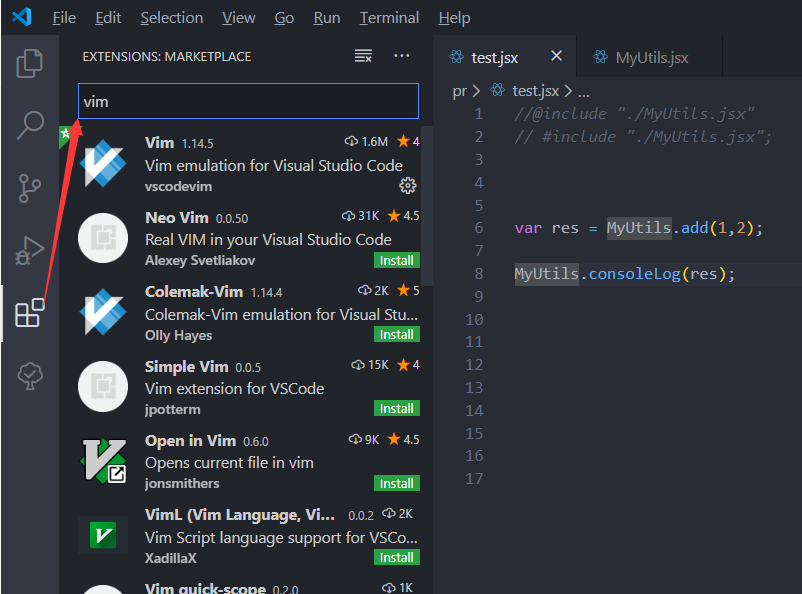 File Edit Selection View Go Run Terminal Help
EXTENSIONS: MARKETPLACE
vim
Vim 1.14.5 1.6M 4
Vim emulation for Visual Studio Code
vscodevim
Neo Vim 0.0.50 31K 4.5
Real VIM in your Visual Studio Code
Alexey Svetliakov Install
Colemak-Vim 1.14.4 2K 5
Colemak-Vim emulation for Visual Stu...
Olly Hayes Install
Simple Vim 0.0.5 15K 4
Vim extension for VSCode
jpotterm Install
Open in Vim 0.6.0 9K 4.5
Opens current file in vim
jonsmithers Install
VimL (Vim Language, Vi... 0.0.2 2K
Vim Script language support for VSCo...
XadillaX Install
Vim quick-scope 0.2.0 1K
test.jsx MyUtils.jsx
pr > test.jsx > ...
1 //@include "./MyUtils.jsx"
2 // #include "./MyUtils.jsx";
3
4
5
6 var res = MyUtils.add(1,2);
7
8 MyUtils.consoleLog(res);
9
10
11
12
13
14
15
16
17